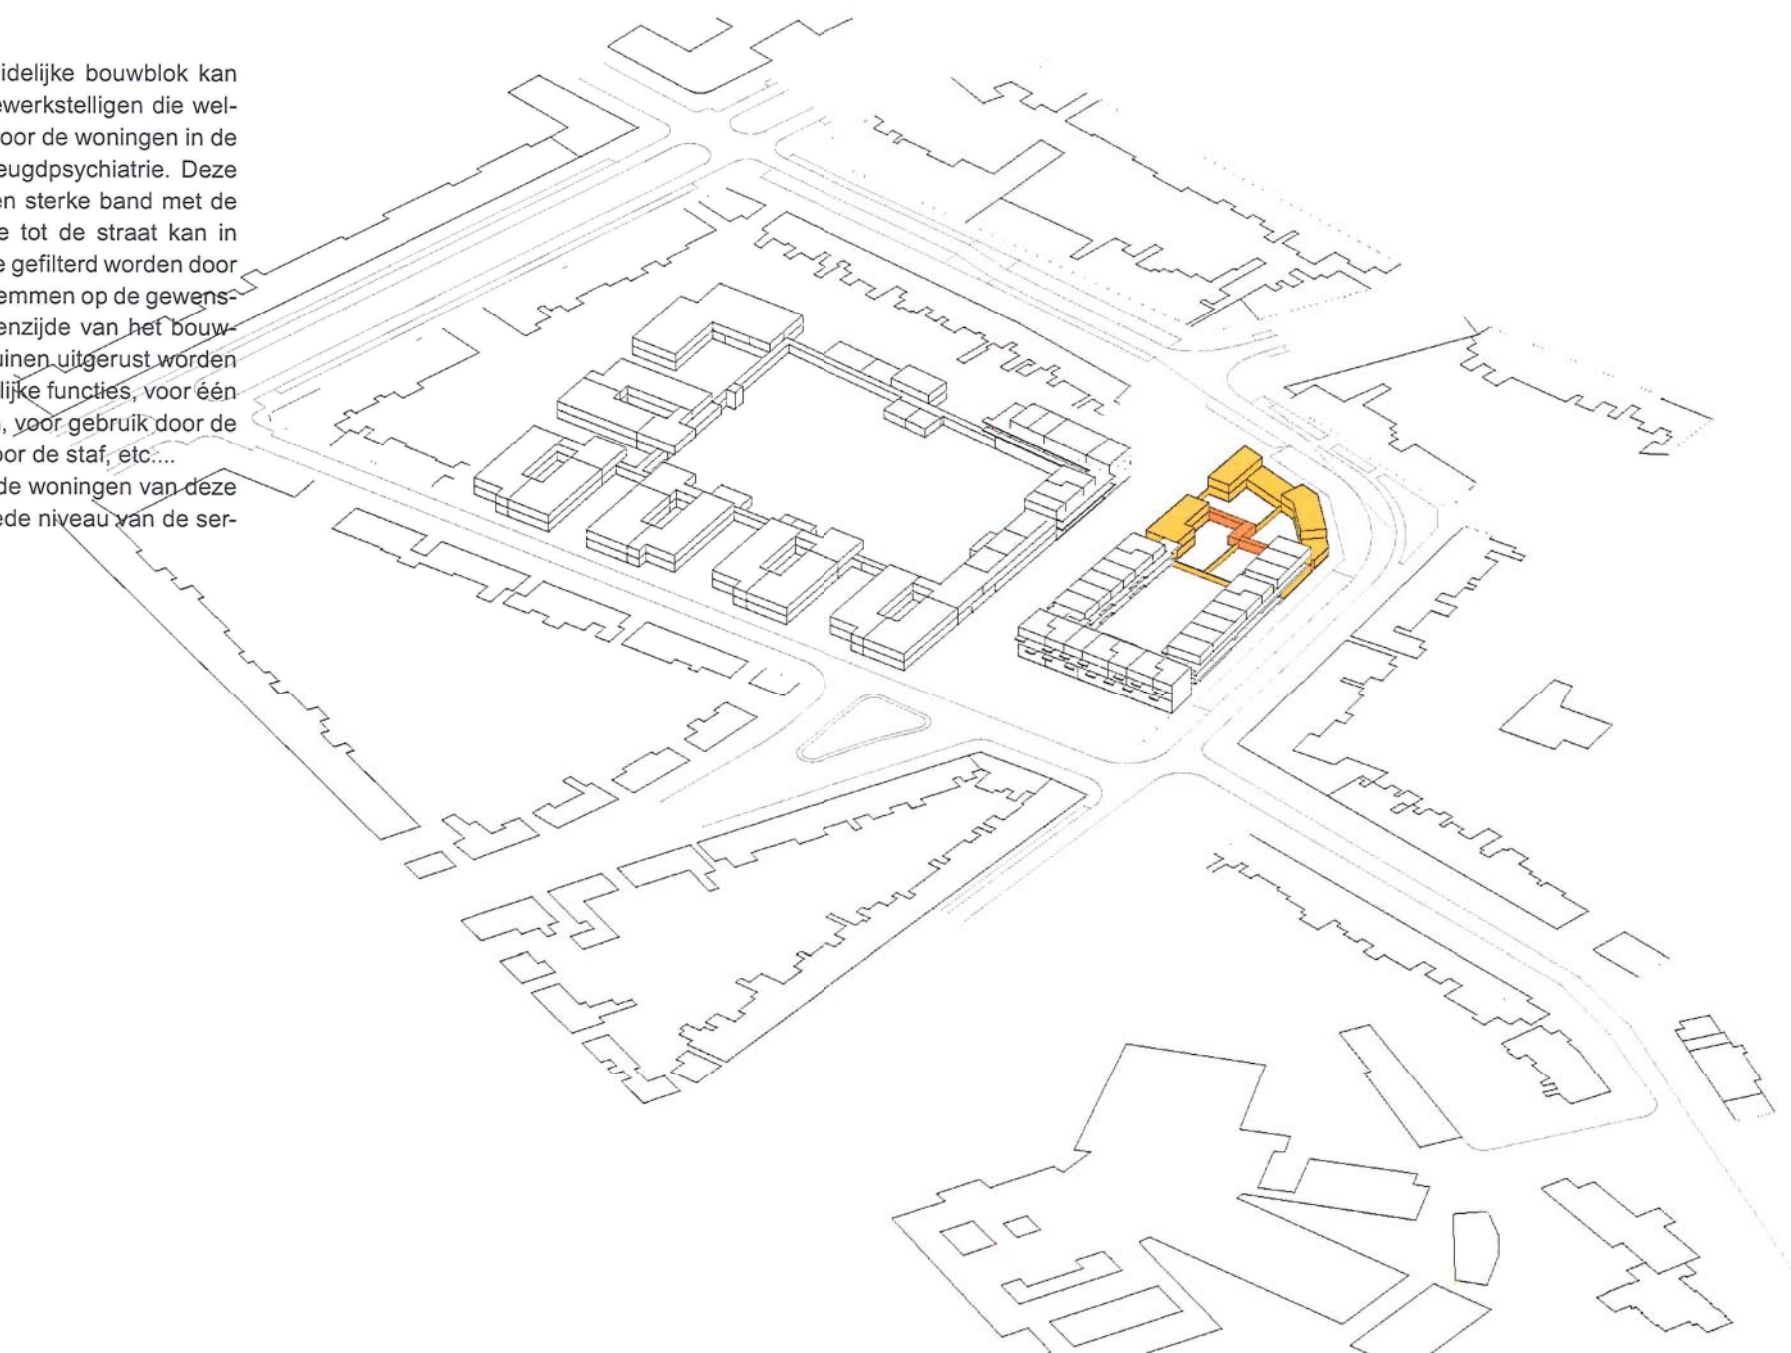 idelijke bouwblok kan
ewerkstelligen die wel-
oor de woningen in de
eugdpsychiatrie. Deze
en sterke band met de
e tot de straat kan in
e gefilterd worden door
emmen op de gewens-
enzijde van het bouw-
uinen uitgerust worden
lijke functies, voor één
, voor gebruik door de
oor de staf, etc....
de woningen van deze
ede niveau van de ser-